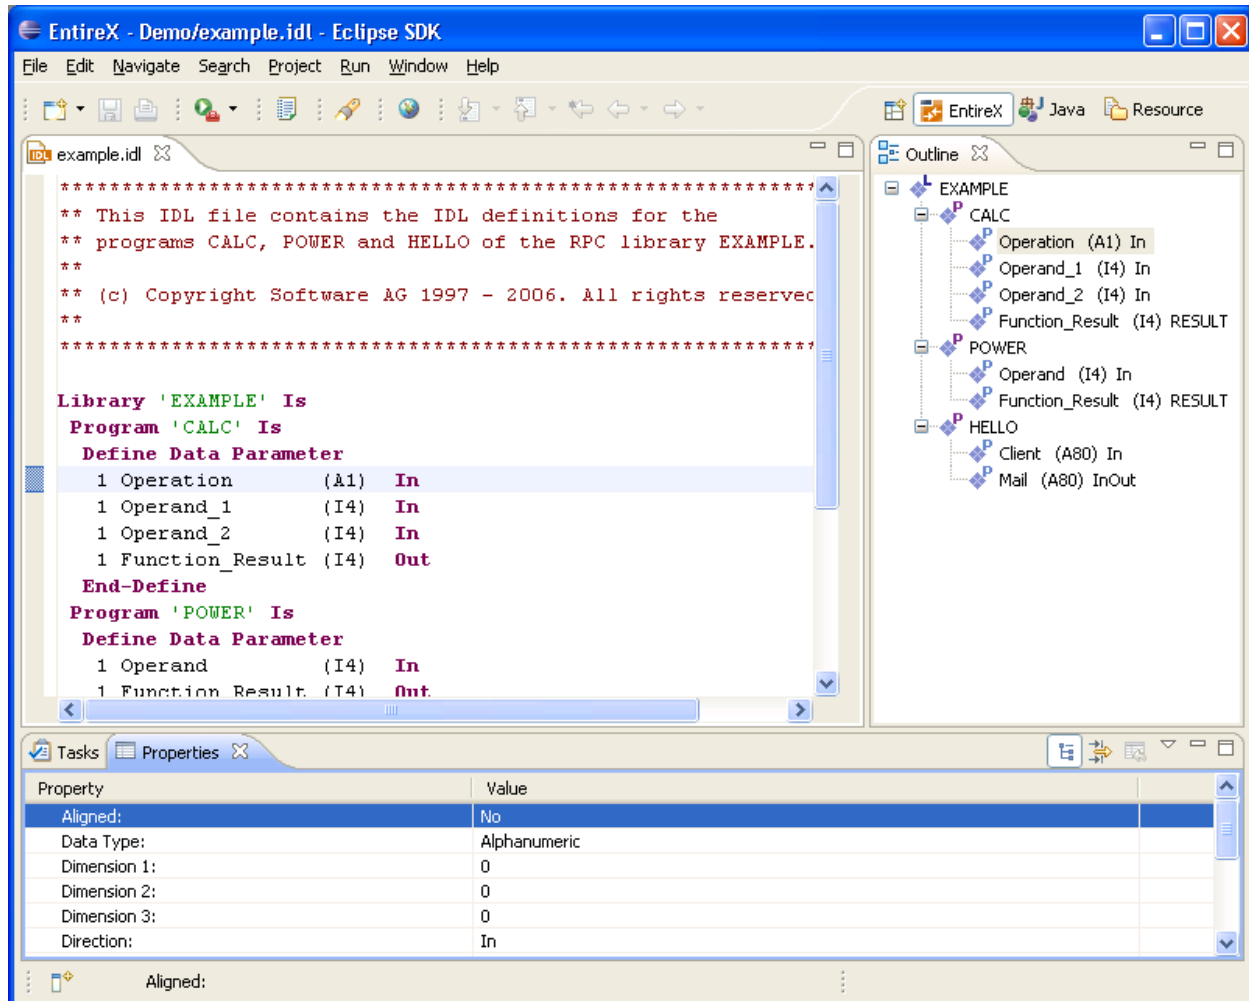 EntireX - Demo/example.idl - Eclipse SDK
File Edit Navigate Search Project Run Window Help
EntireX Java Resource
IDL example.idl
****************************************************************
** This IDL file contains the IDL definitions for the
** programs CALC, POWER and HELLO of the RPC library EXAMPLE.
**
** (c) Copyright Software AG 1997 - 2006. All rights reserved
**
****************************************************************
Library 'EXAMPLE' Is
Program 'CALC' Is
Define Data Parameter
1 Operation (A1) In
1 Operand_1 (I4) In
1 Operand_2 (I4) In
1 Function_Result (I4) Out
End-Define
Program 'POWER' Is
Define Data Parameter
1 Operand (I4) In
1 Function_Result (I4) Out
Outline
L EXAMPLE
P CALC
P Operation (A1) In
P Operand_1 (I4) In
P Operand_2 (I4) In
P Function_Result (I4) RESULT
P POWER
P Operand (I4) In
P Function_Result (I4) RESULT
P HELLO
P Client (A80) In
P Mail (A80) InOut
Tasks Properties
Property Value
Aligned: No
Data Type: Alphanumeric
Dimension 1: 0
Dimension 2: 0
Dimension 3: 0
Direction: In
Aligned: